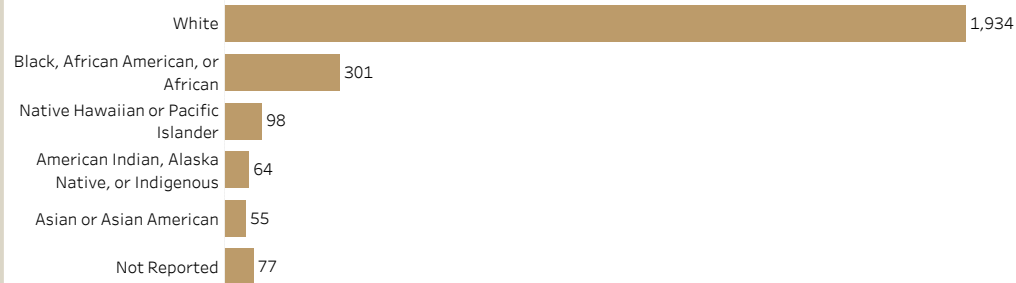 White 1,934
Black, African American, or
African 301
Native Hawaiian or Pacific
Islander 98
American Indian, Alaska
Native, or Indigenous 64
Asian or Asian American 55
Not Reported 77